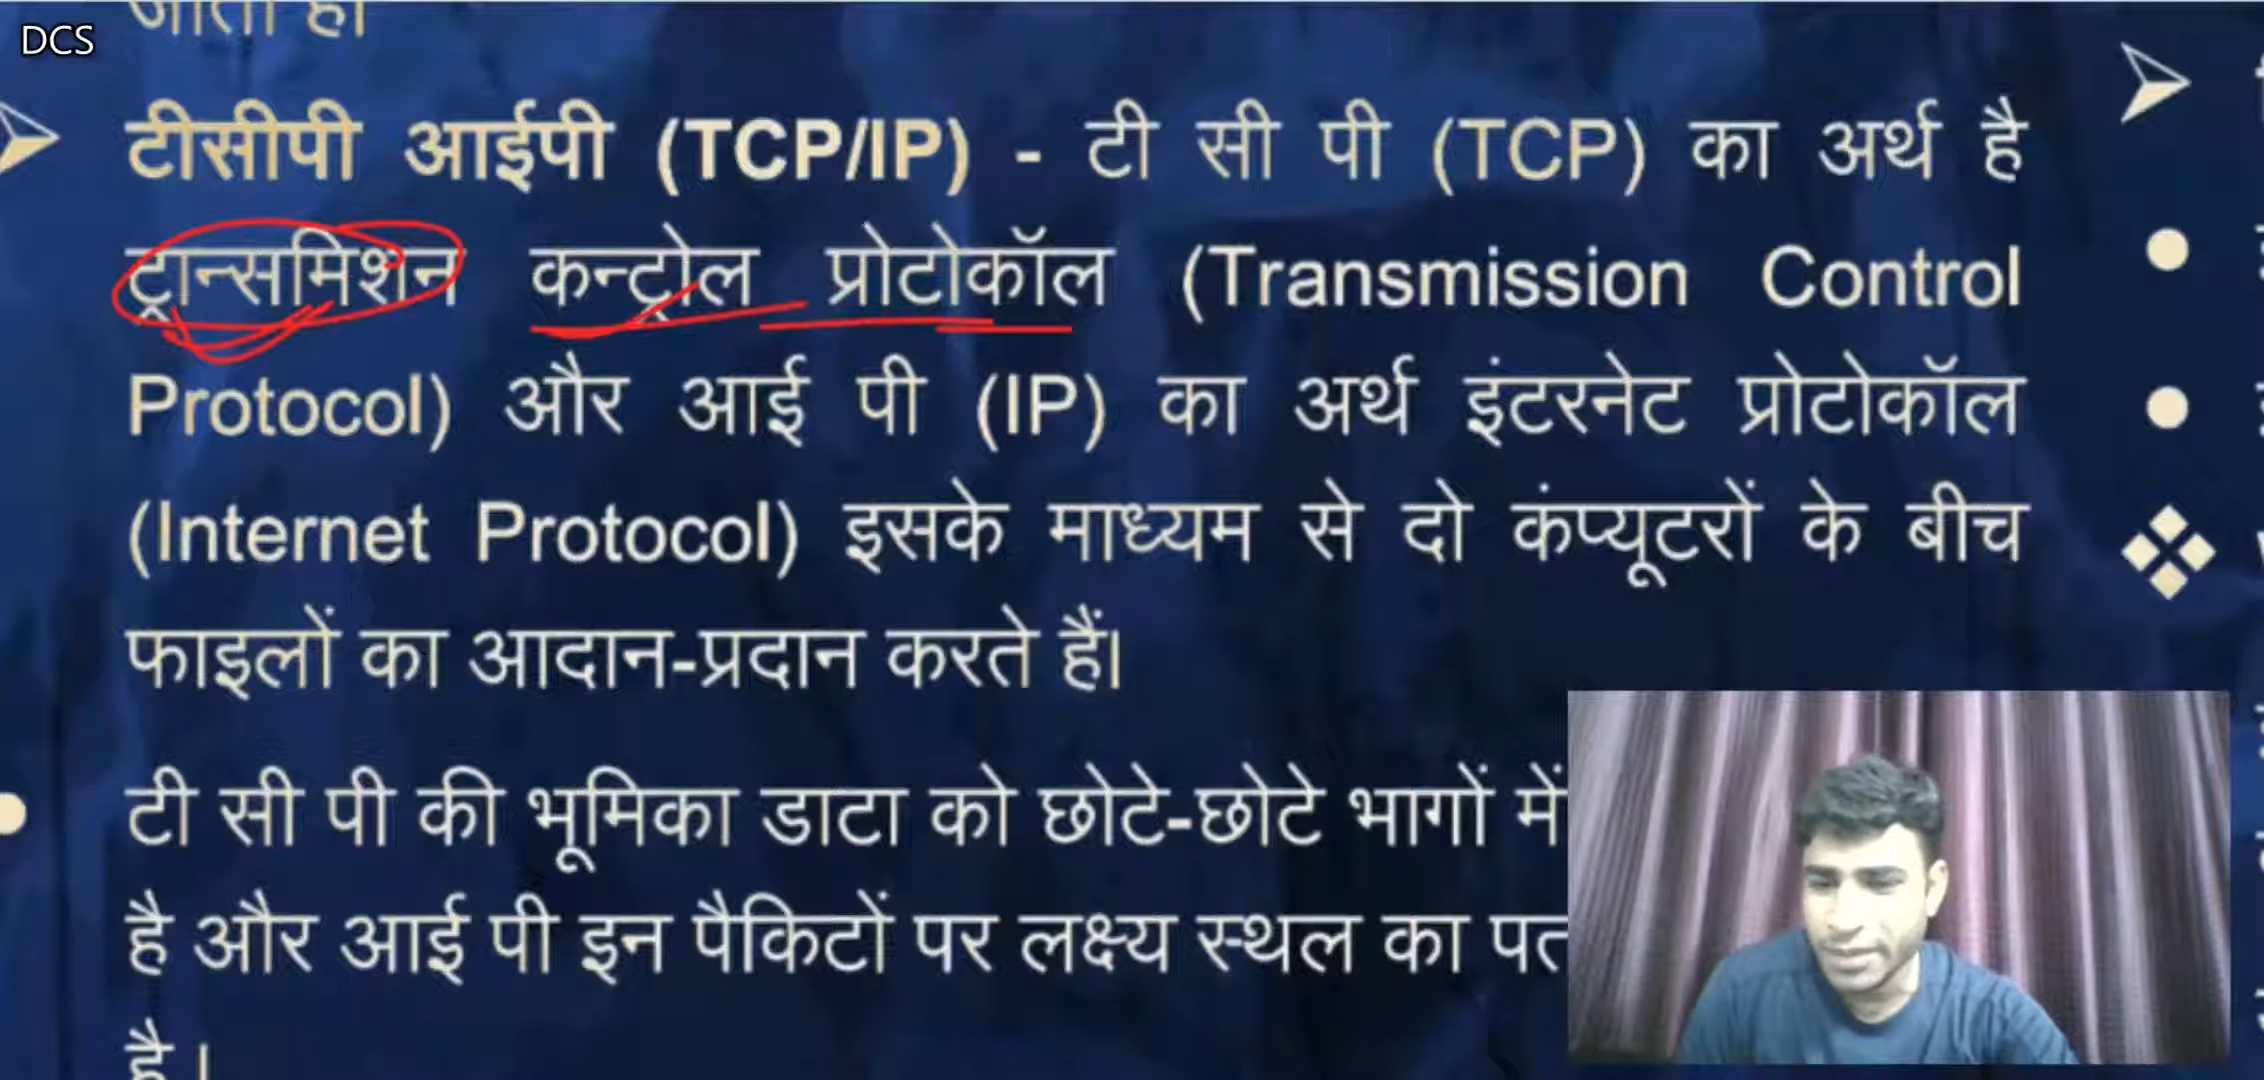 DCS
जाता है।
टीसीपी आईपी (TCP/IP) - टी सी पी (TCP) का अर्थ है
ट्रान्समिशन कन्ट्रोल प्रोटोकॉल (Transmission Control
Protocol) और आई पी (IP) का अर्थ इंटरनेट प्रोटोकॉल
(Internet Protocol) इसके माध्यम से दो कंप्यूटरों के बीच
फाइलों का आदान-प्रदान करते हैं।
टी सी पी की भूमिका डाटा को छोटे-छोटे भागों में
है और आई पी इन पैकिटों पर लक्ष्य स्थल का
है।